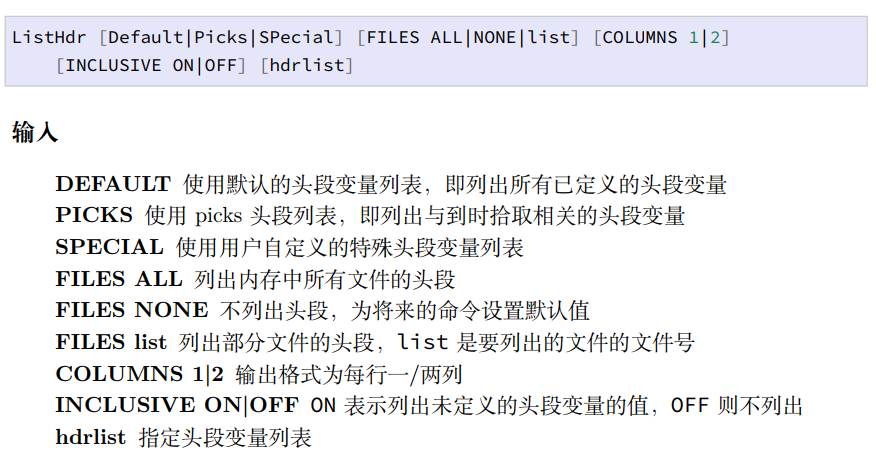 ListHdr [Default|Picks|SPecial] [FILES ALL|NONE|list] [COLUMNS 1|2]
[INCLUSIVE ON|OFF] [hdrlist]
输入
DEFAULT 使用默认的头段变量列表，即列出所有已定义的头段变量
PICKS 使用 picks 头段列表，即列出与到时拾取相关的头段变量
SPECIAL 使用用户自定义的特殊头段变量列表
FILES ALL 列出内存中所有文件的头段
FILES NONE 不列出头段，为将来的命令设置默认值
FILES list 列出部分文件的头段，list 是要列出的文件的文件号
COLUMNS 1|2 输出格式为每行一/两列
INCLUSIVE ON|OFF ON 表示列出未定义的头段变量的值，OFF 则不列出
hdrlist 指定头段变量列表